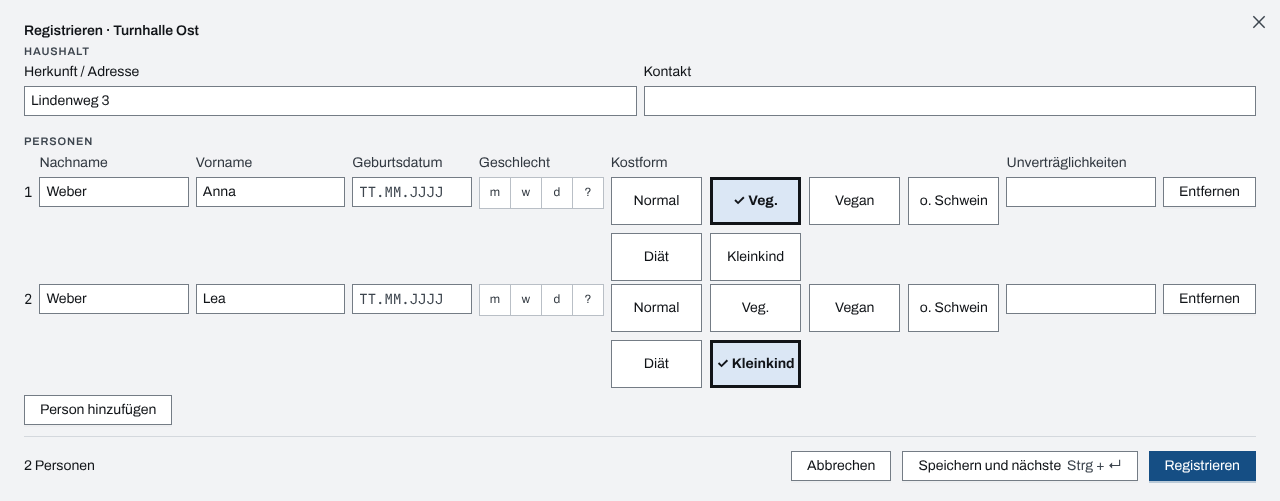 Registrieren · Turnhalle Ost
HAUSHALT
Herkunft / Adresse Kontakt
Lindenweg 3
PERSONEN
Nachname Vorname Geburtsdatum Geschlecht Kostform Unverträglichkeiten
1 Weber Anna TT.MM.JJJJ m w d ? Normal ✓ Veg. Vegan o. Schwein Entfernen
Diät Kleinkind
2 Weber Lea TT.MM.JJJJ m w d ? Normal Veg. Vegan o. Schwein Entfernen
Diät ✓ Kleinkind
Person hinzufügen
2 Personen Abbrechen Speichern und nächste Strg + ↵ Registrieren